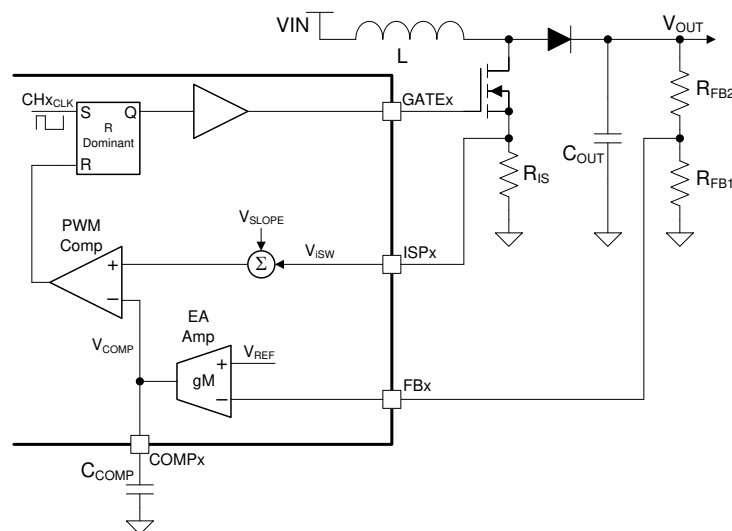 VIN
L
VOUT
CHxCLK
S
Q
R
Dominant
R
GATEx
RFB2
COUT
RIS
RFB1
PWM
Comp
VSLOPE
+
Σ
ViSW
ISPx
−
VCOMP
EA
Amp
+
VREF
gM
−
FBx
COMPx
CCOMP